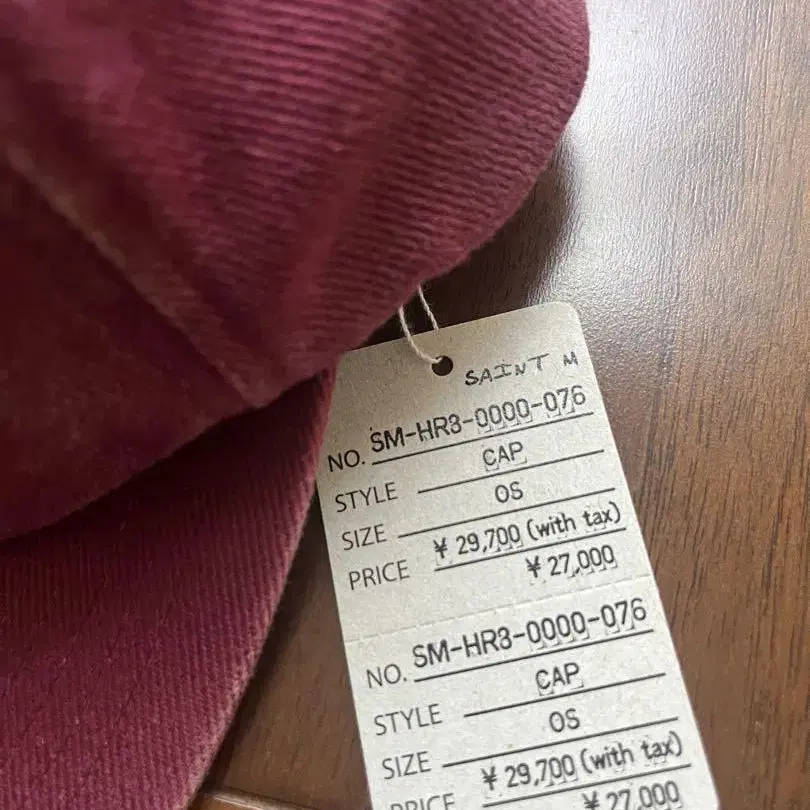 SAINT M
NO. SM-HR3-0000-076
STYLE CAP
SIZE OS
PRICE ¥ 29,700 (with tax)
¥ 27,000
NO. SM-HR3-0000-076
STYLE CAP
SIZE OS
PRICE ¥ 29,700 (with tax)
¥ 27,000